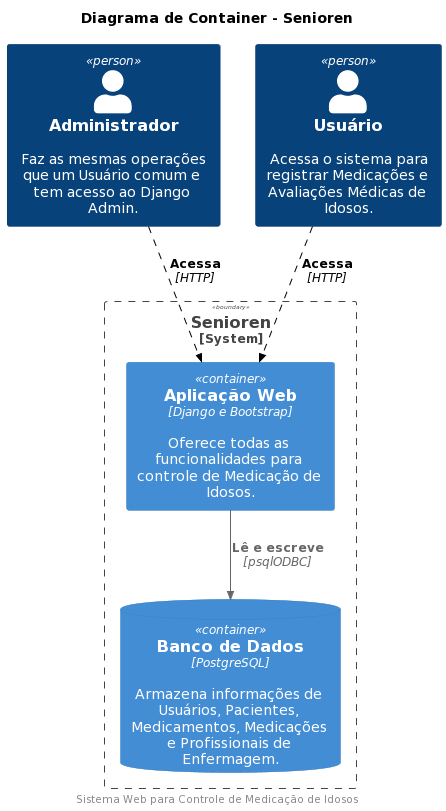 Diagrama de Container - Senioren
«person»
Administrador
Faz as mesmas operações
que um Usuário comum e
tem acesso ao Django
Admin.
«person»
Usuário
Acessa o sistema para
registrar Medicações e
Avaliações Médicas de
Idosos.
Acessa
[HTTP]
Acessa
[HTTP]
«boundary»
Senioren
[System]
«container»
Aplicação Web
[Django e Bootstrap]
Oferece todas as
funcionalidades para
controle de Medicação de
Idosos.
Lê e escreve
[psqlODBC]
«container»
Banco de Dados
[PostgreSQL]
Armazena informações de
Usuários, Pacientes,
Medicamentos, Medicações
e Profissionais de
Enfermagem.
Sistema Web para Controle de Medicação de Idosos